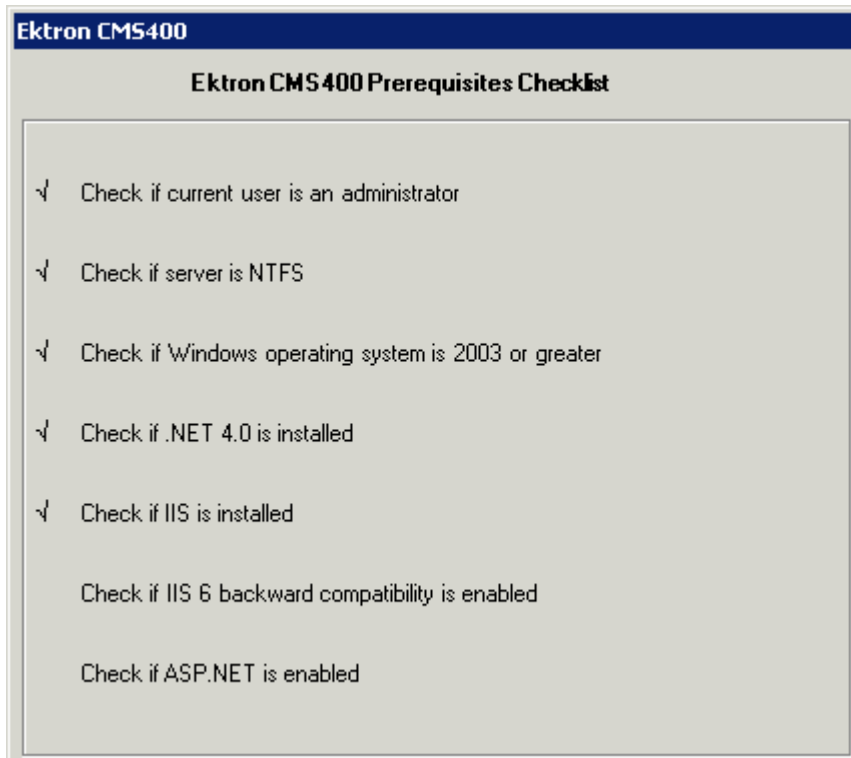 Ektron CMS400
Ektron CMS400 Prerequisites Checklist
√ Check if current user is an administrator
√ Check if server is NTFS
√ Check if Windows operating system is 2003 or greater
√ Check if .NET 4.0 is installed
√ Check if IIS is installed
Check if IIS 6 backward compatibility is enabled
Check if ASP.NET is enabled